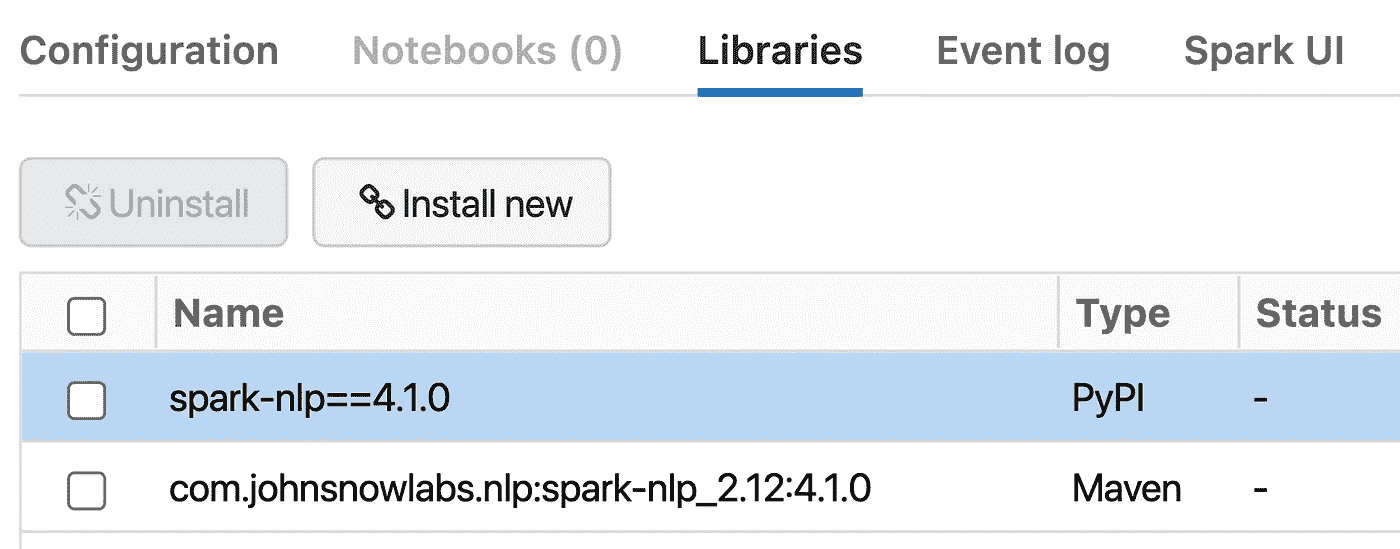 Configuration Notebooks (0) Libraries Event log Spark UI
Uninstall Install new
Name Type Status
spark-nlp==4.1.0 PyPI -
com.johnsnowlabs.nlp:spark-nlp_2.12:4.1.0 Maven -